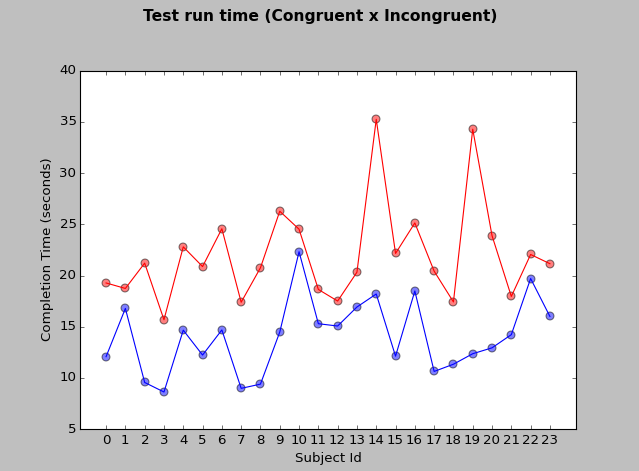 Test run time (Congruent x Incongruent)
40
35
30
25
20
15
10
5
Completion Time (seconds)
0 1 2 3 4 5 6 7 8 9 10 11 12 13 14 15 16 17 18 19 20 21 22 23
Subject Id